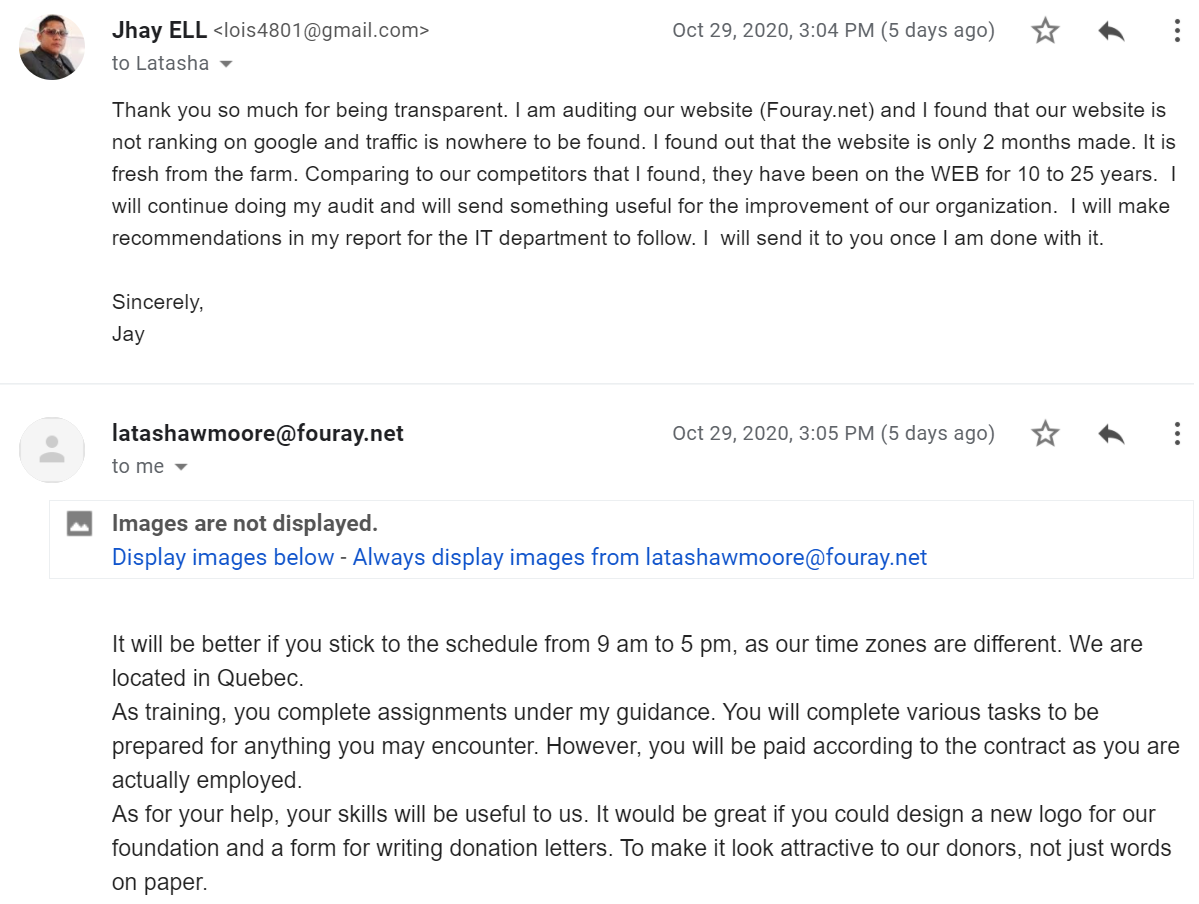 Jhay ELL <lois4801@gmail.com> Oct 29, 2020, 3:04 PM (5 days ago)
to Latasha
Thank you so much for being transparent. I am auditing our website (Fouray.net) and I found that our website is
not ranking on google and traffic is nowhere to be found. I found out that the website is only 2 months made. It is
fresh from the farm. Comparing to our competitors that I found, they have been on the WEB for 10 to 25 years.  I
will continue doing my audit and will send something useful for the improvement of our organization.  I will make
recommendations in my report for the IT department to follow. I  will send it to you once I am done with it.
Sincerely,
Jay
latashawmoore@fouray.net Oct 29, 2020, 3:05 PM (5 days ago)
to me
Images are not displayed.
Display images below - Always display images from latashawmoore@fouray.net
It will be better if you stick to the schedule from 9 am to 5 pm, as our time zones are different. We are
located in Quebec.
As training, you complete assignments under my guidance. You will complete various tasks to be
prepared for anything you may encounter. However, you will be paid according to the contract as you are
actually employed.
As for your help, your skills will be useful to us. It would be great if you could design a new logo for our
foundation and a form for writing donation letters. To make it look attractive to our donors, not just words
on paper.